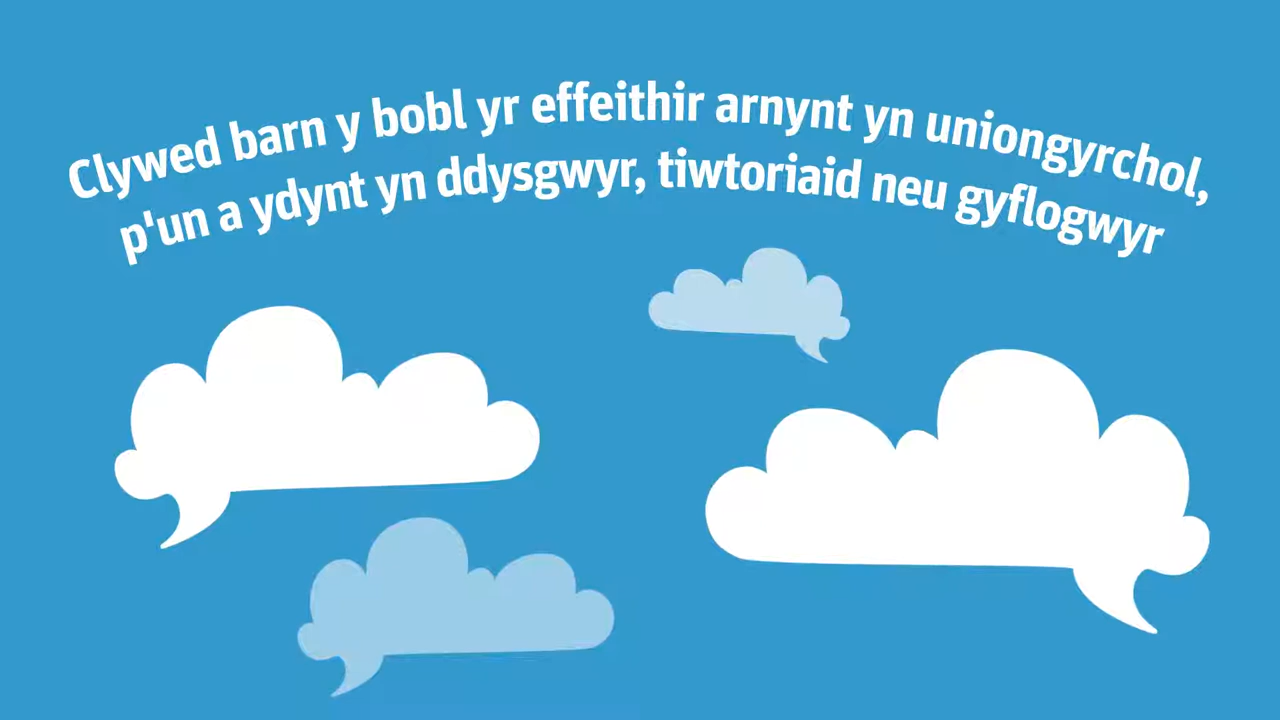 Clywed barn y bobl yr effeithir arnynt yn uniongyrchol,
p'un a ydynt yn ddysgwyr, tiwtoriaid neu gyflogwyr